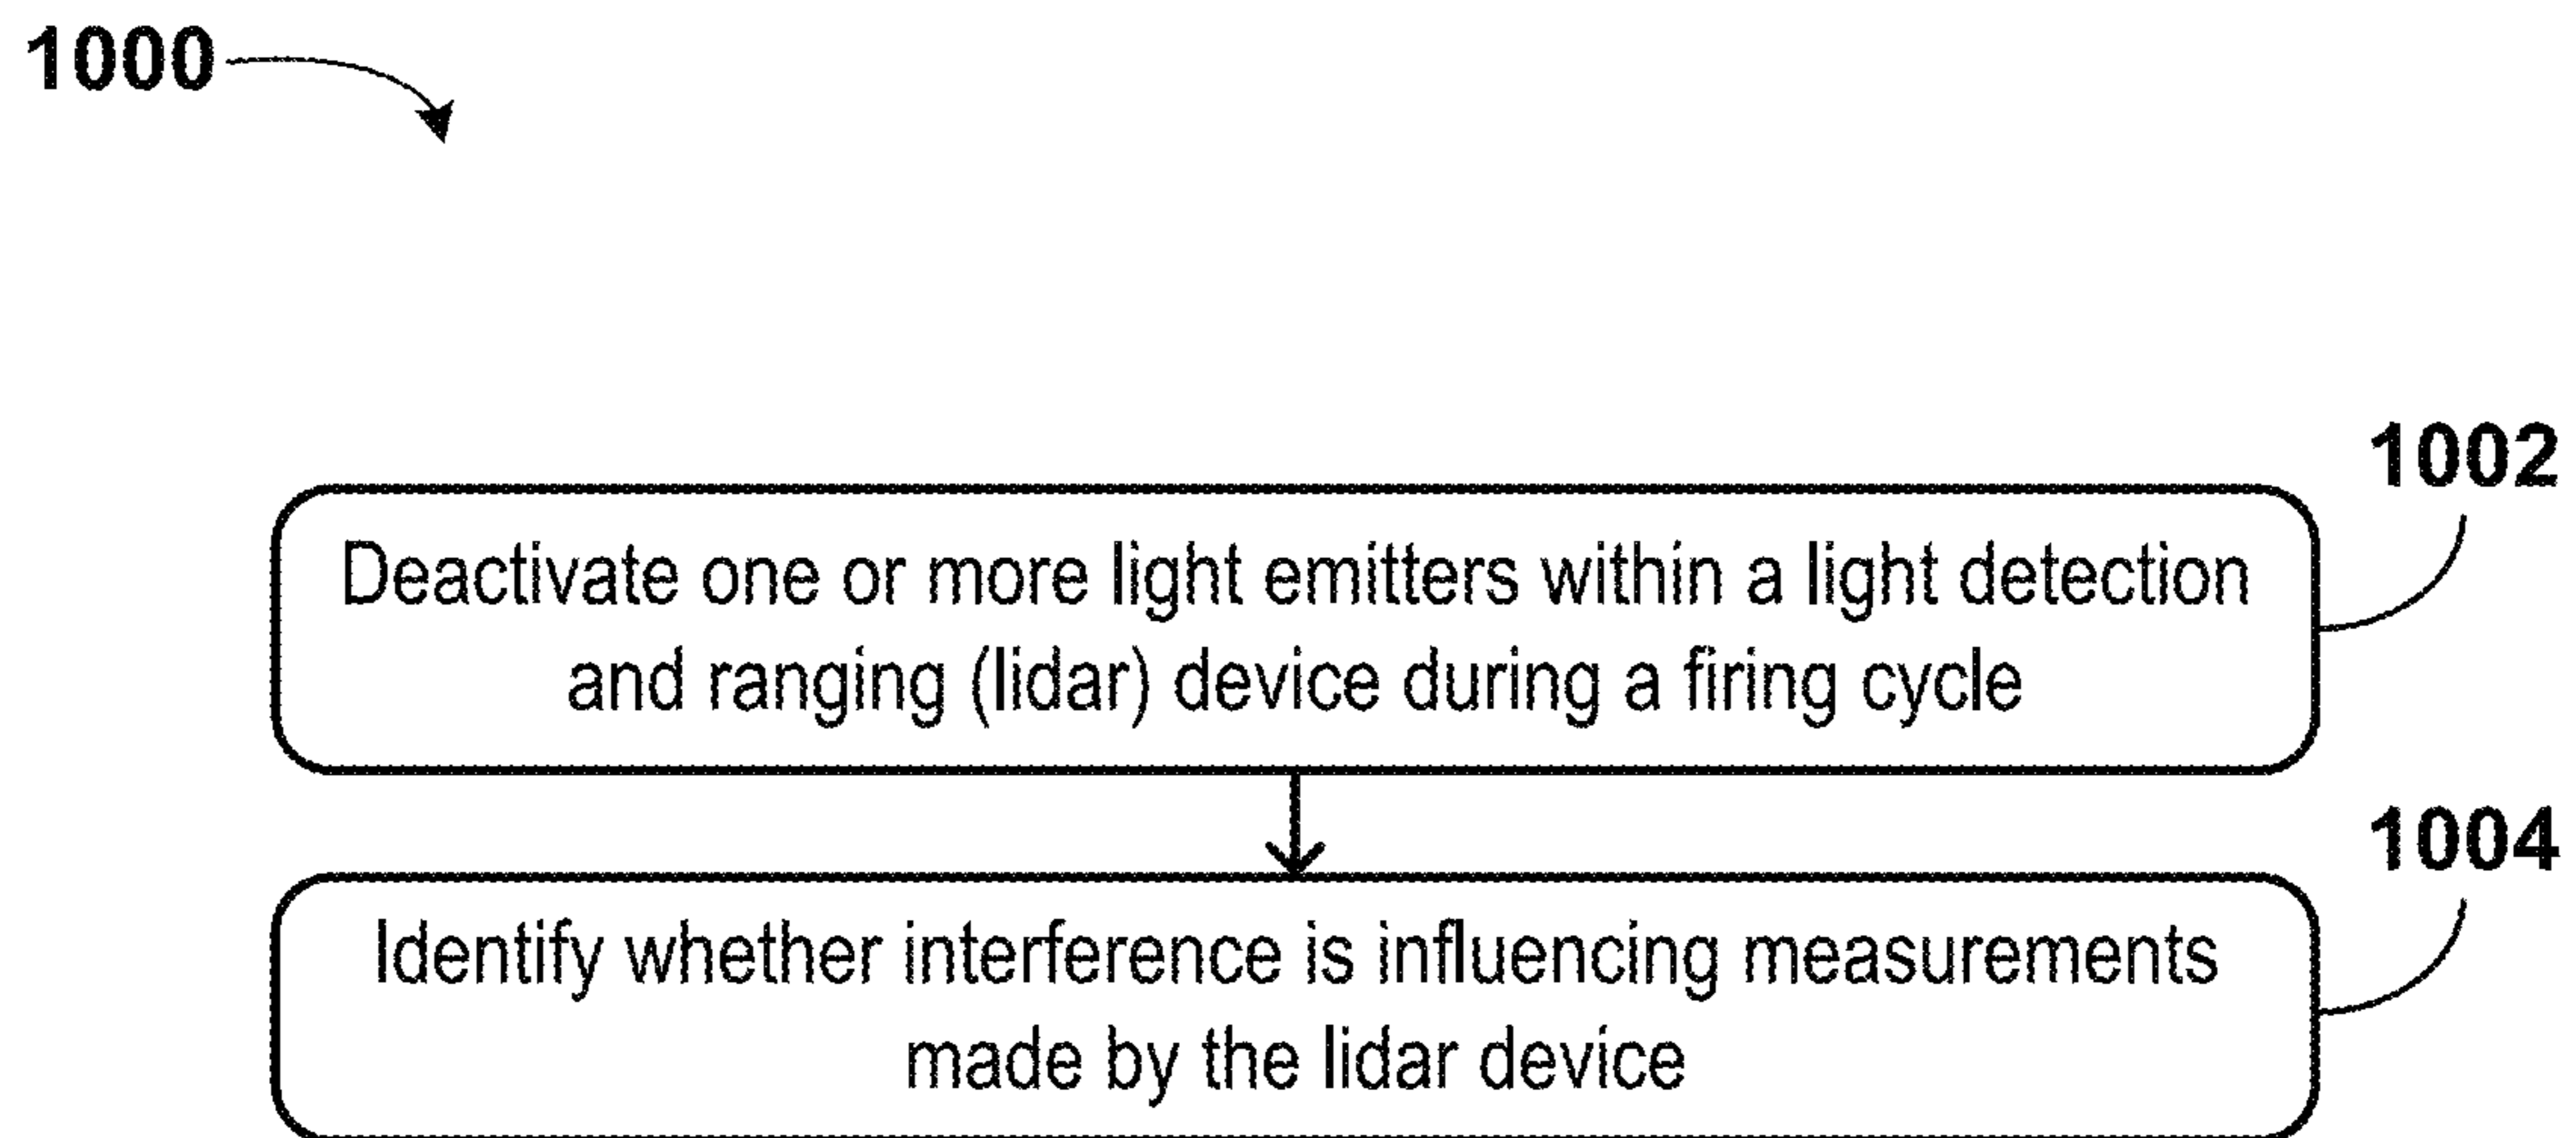 1000
1002
Deactivate one or more light emitters within a light detection
and ranging (lidar) device during a firing cycle
1004
Identify whether interference is influencing measurements
made by the lidar device